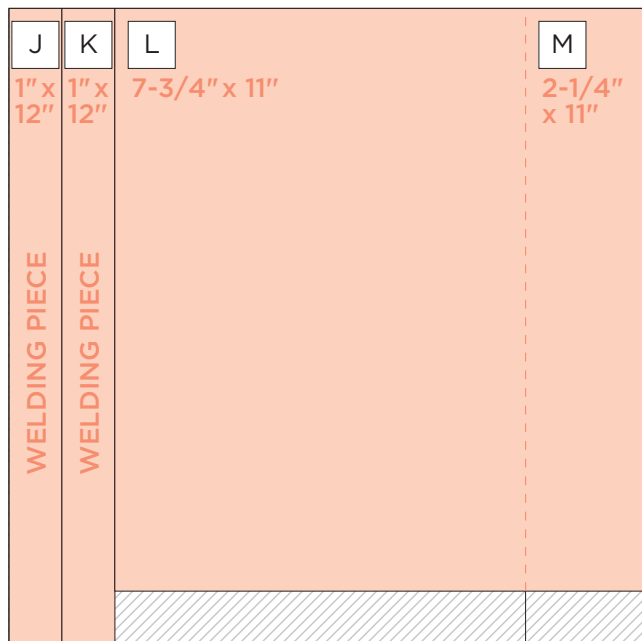 J
K
L
M
1" x
12"
1" x
12"
7-3/4" x 11"
2-1/4"
x 11"
WELDING PIECE
WELDING PIECE